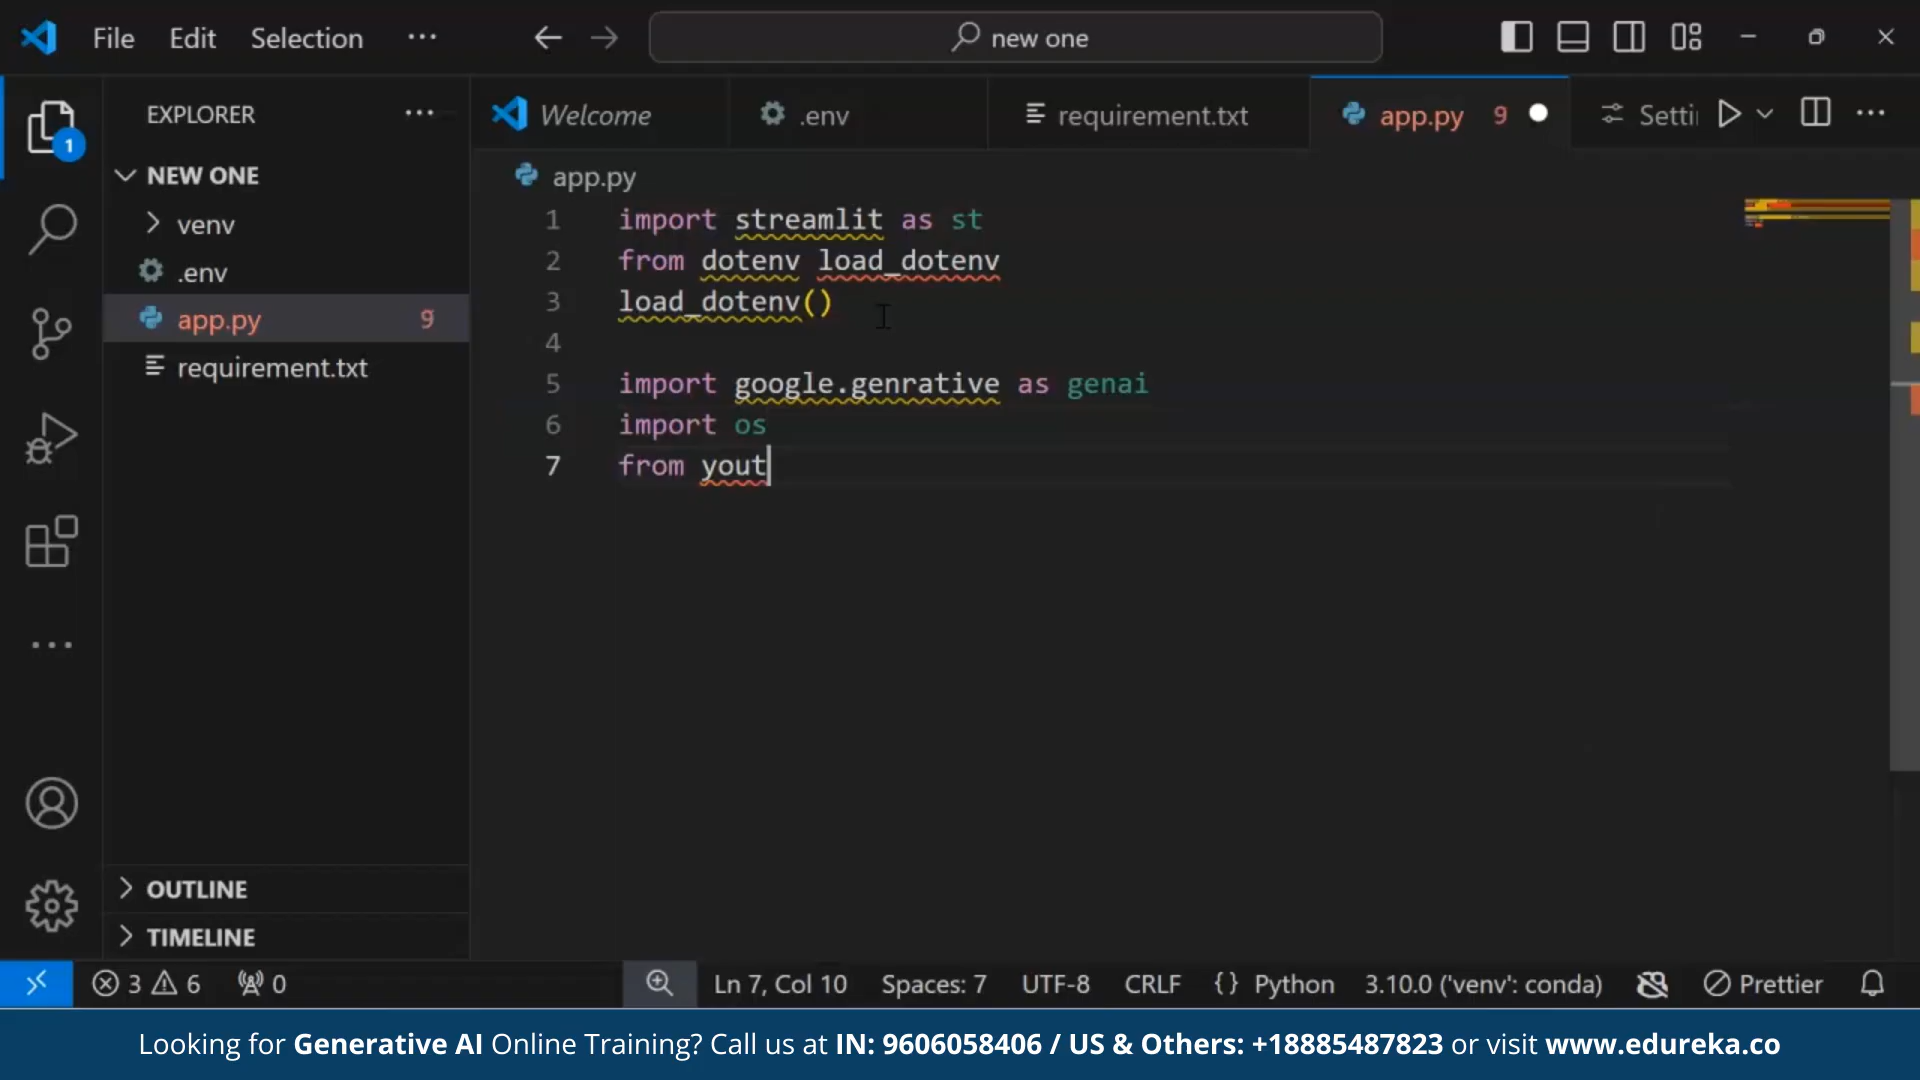 File Edit Selection ··· new one
EXPLORER ···
Welcome .env requirement.txt app.py 9 Setti ···
NEW ONE
venv
.env
app.py 9
requirement.txt
OUTLINE
TIMELINE
1
app.py
1 import streamlit as st
2 from dotenv load_dotenv
3 load_dotenv()
4
5 import google.genrative as genai
6 import os
7 from yout
3 6 0 Ln 7, Col 10 Spaces: 7 UTF-8 CRLF {} Python 3.10.0 ('venv': conda) Prettier
Looking for Generative AI Online Training? Call us at IN: 9606058406 / US & Others: +18885487823 or visit www.edureka.co